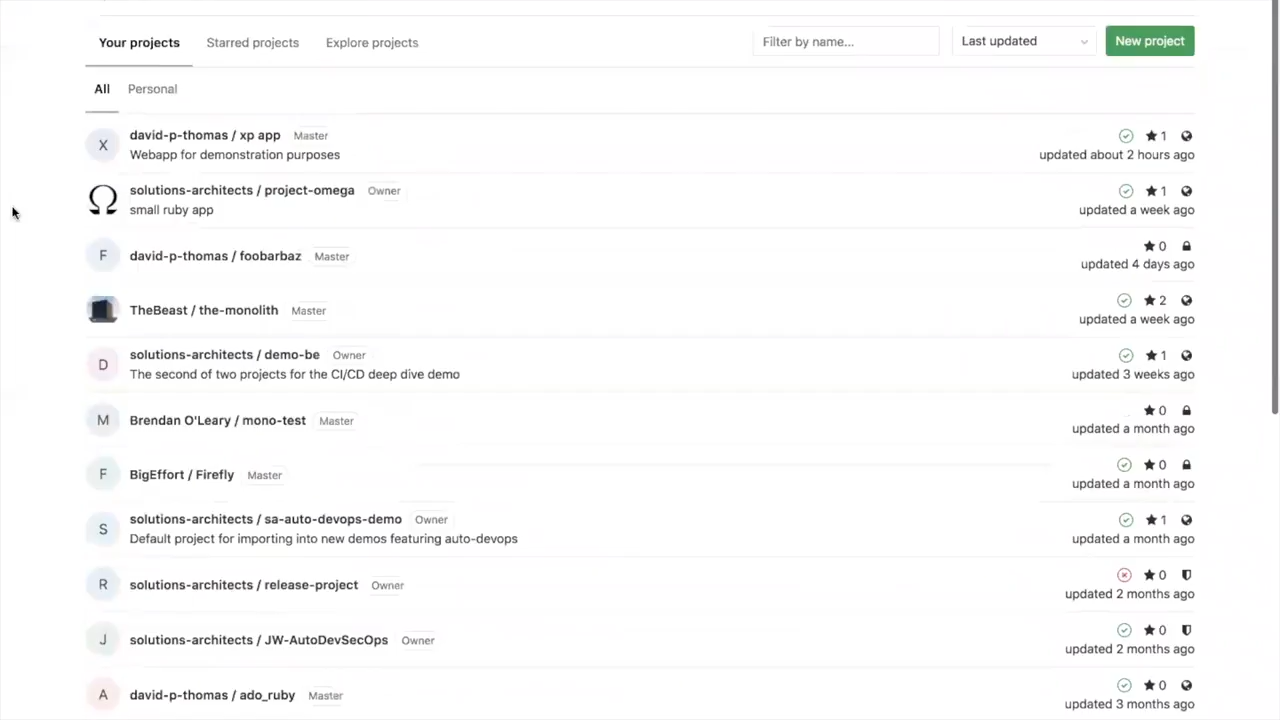 Your projects Starred projects Explore projects Filter by name... Last updated New project
All Personal
X david-p-thomas / xp app Master 1
Webapp for demonstration purposes updated about 2 hours ago
solutions-architects / project-omega Owner 1
small ruby app updated a week ago
F david-p-thomas / foobarbaz Master 0
updated 4 days ago
TheBeast / the-monolith Master 2
updated a week ago
solutions-architects / demo-be Owner 1
D The second of two projects for the CI/CD deep dive demo updated 3 weeks ago
M Brendan O'Leary / mono-test Master 0
updated a month ago
F BigEffort / Firefly Master 0
updated a month ago
solutions-architects / sa-auto-devops-demo Owner 1
S Default project for importing into new demos featuring auto-devops updated a month ago
R solutions-architects / release-project Owner 0
updated 2 months ago
J solutions-architects / JW-AutoDevSecOps Owner 0
updated 2 months ago
A david-p-thomas / ado_ruby Master 0
updated 3 months ago